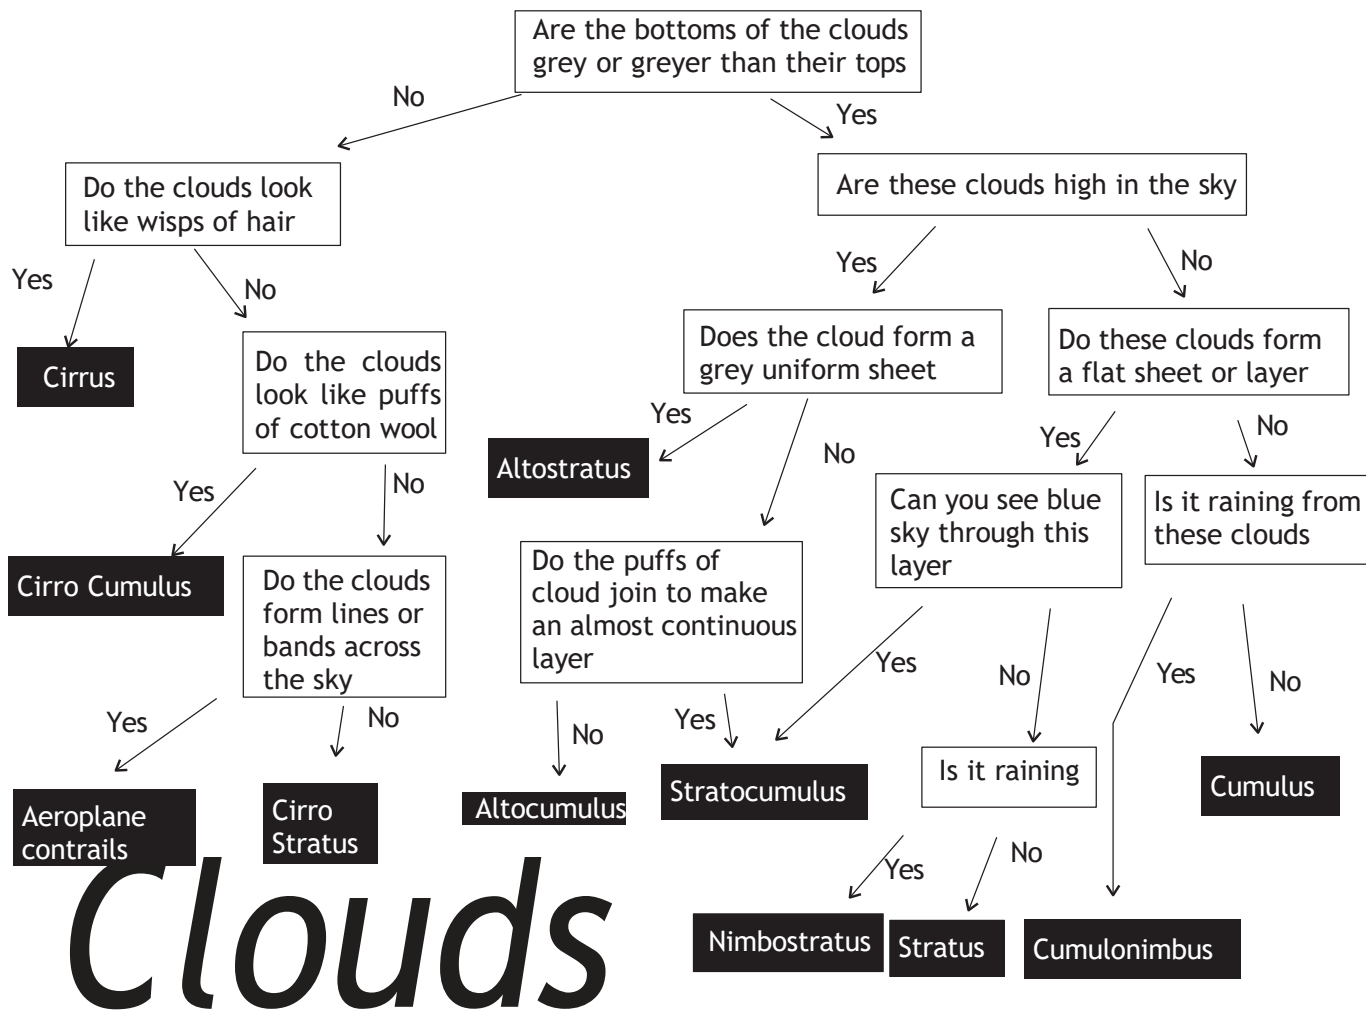 Are the bottoms of the clouds
grey or greyer than their tops
No
Yes
Do the clouds look
like wisps of hair
Are these clouds high in the sky
Yes
No
Yes
No
Cirrus
Do the clouds
look like puffs
of cotton wool
Does the cloud form a
grey uniform sheet
Do these clouds form
a flat sheet or layer
Yes
No
Yes
No
Yes
No
Altostratus
Cirro Cumulus
Do the clouds
form lines or
bands across
the sky
Do the puffs of
cloud join to make
an almost continuous
layer
Can you see blue
sky through this
layer
Is it raining from
these clouds
Yes
No
No
Yes
Yes
No
Yes
No
Aeroplane
contrails
Cirro
Stratus
Altocumulus
Stratocumulus
Is it raining
Cumulus
Yes
No
Nimbostratus
Stratus
Cumulonimbus
Clouds